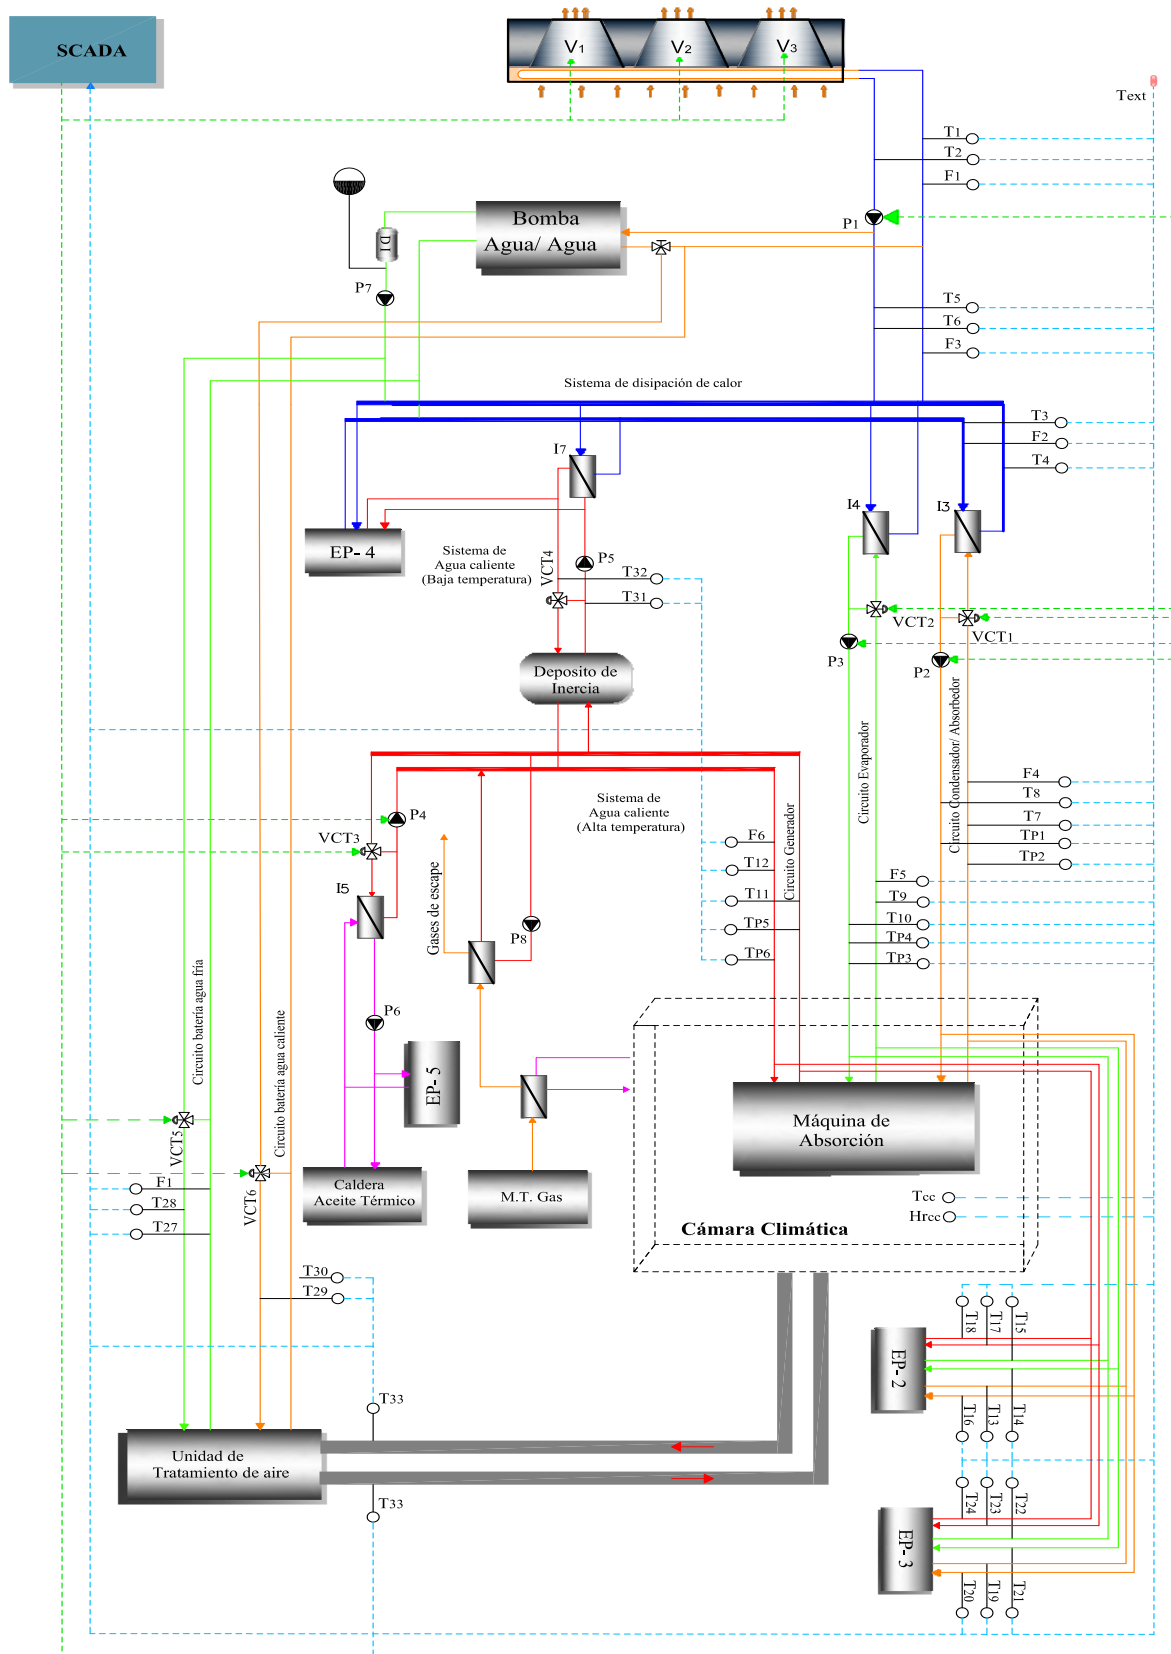 SCADA
V1
V2
V3
Text
T1
T2
F1
P1
Bomba
Agua/ Agua
D1
P7
T5
T6
F3
Sistema de disipación de calor
T3
F2
T4
I7
I4
I3
EP- 4
Sistema de
Agua caliente
(Baja temperatura)
VCT4
P5
T32
T31
VCT2
VCT1
P3
P2
Deposito de
Inercia
Circuito Evaporador
Circuito Condensador/ Absorbedor
Sistema de
Agua caliente
(Alta temperatura)
Circuito Generador
P4
VCT3
I5
Gases de escape
P8
F6
T12
T11
TP5
TP6
F4
T8
T7
TP1
TP2
F5
T9
T10
TP4
TP3
Circuito batería agua fría
Circuito batería agua caliente
P6
EP- 5
VCT5
VCT6
Caldera
Aceite Térmico
M.T. Gas
Máquina de
Absorción
Tcc
Hrcc
Cámara Climática
F1
T28
T27
T30
T29
T33
T33
Unidad de
Tratamiento de aire
T18
T17
T15
EP- 2
T16
T13
T14
T24
T23
T22
EP- 3
T20
T19
T21